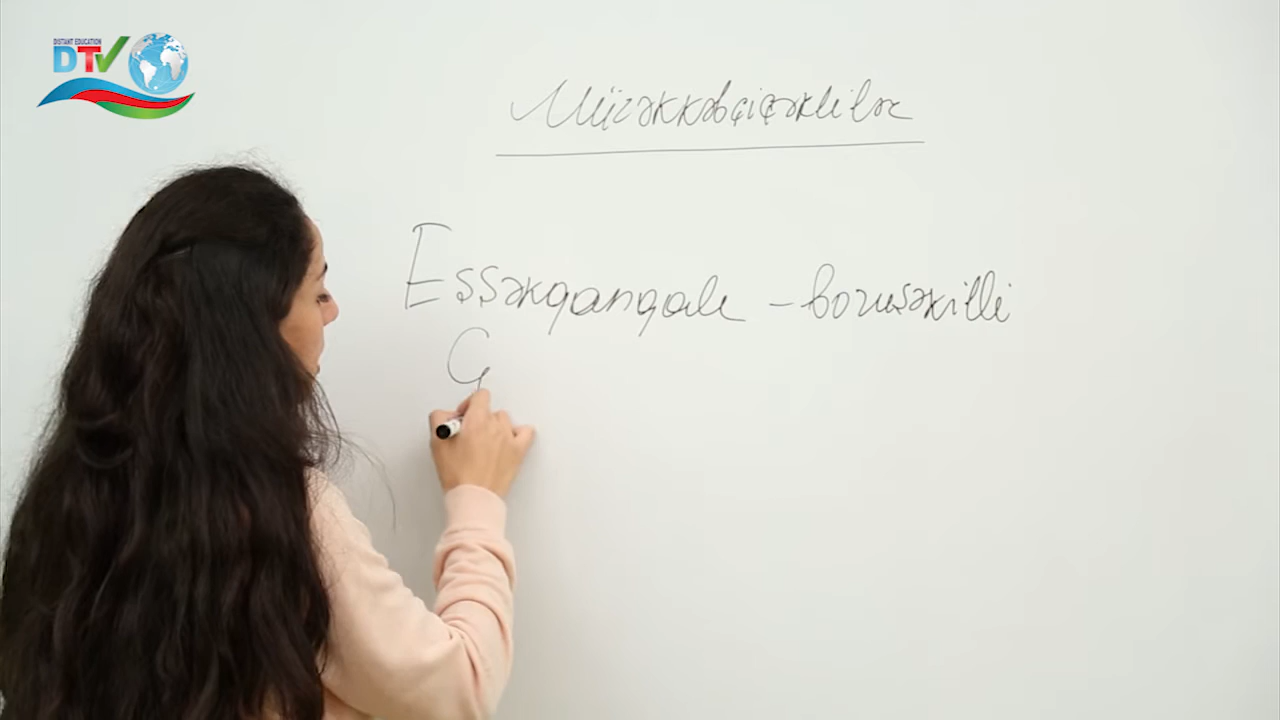 DISTANT EDUCATION
DTV
Mürəkkəbçiçəklilər
Eşşəkqanqalı - boruşəkilli
G